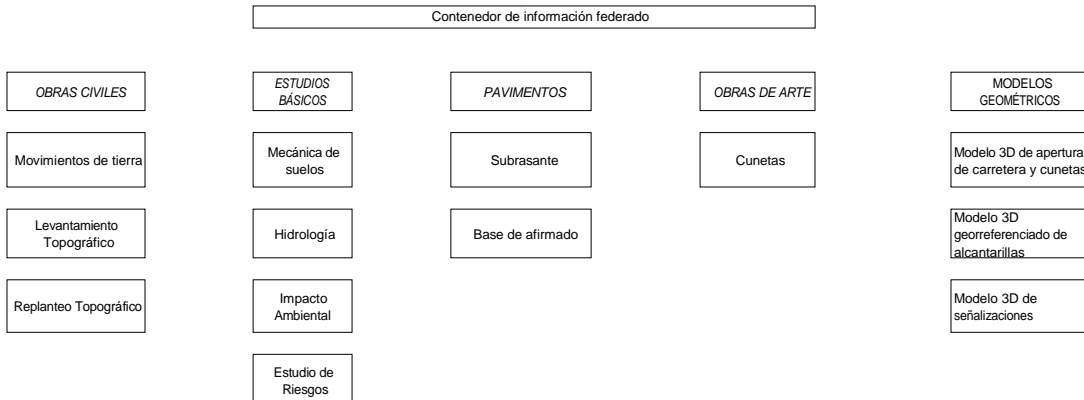 Contenedor de información federado
OBRAS CIVILES
Movimientos de tierra
Levantamiento
Topográfico
Replanteo Topográfico
ESTUDIOS
BÁSICOS
Mecánica de
suelos
Hidrología
Impacto
Ambiental
Estudio de
Riesgos
PAVIMENTOS
Subrasante
Base de afirmado
OBRAS DE ARTE
Cunetas
MODELOS
GEOMÉTRICOS
Modelo 3D de apertura
de carretera y cunetas
Modelo 3D
georreferenciado de
alcantarillas
Modelo 3D de
señalizaciones